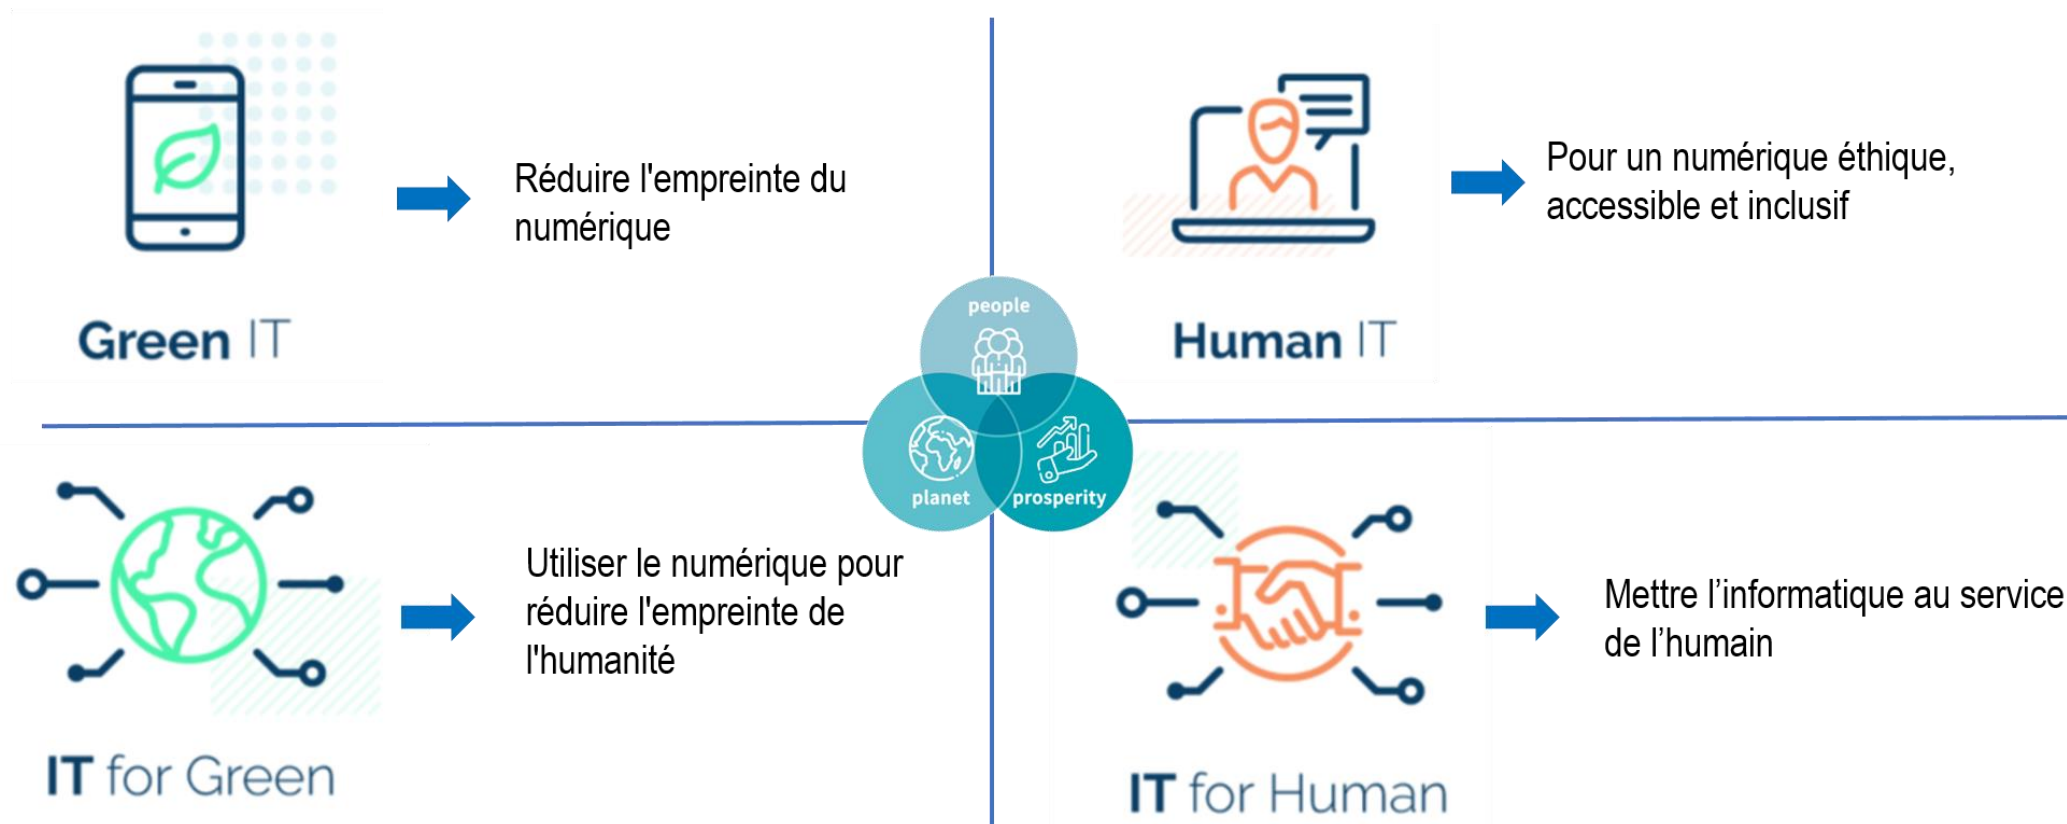 Réduire l'empreinte du
numérique
Green IT
Pour un numérique éthique,
accessible et inclusif
Human IT
people
planet
prosperity
Utiliser le numérique pour
réduire l'empreinte de
l'humanité
IT for Green
Mettre l’informatique au service
de l’humain
IT for Human